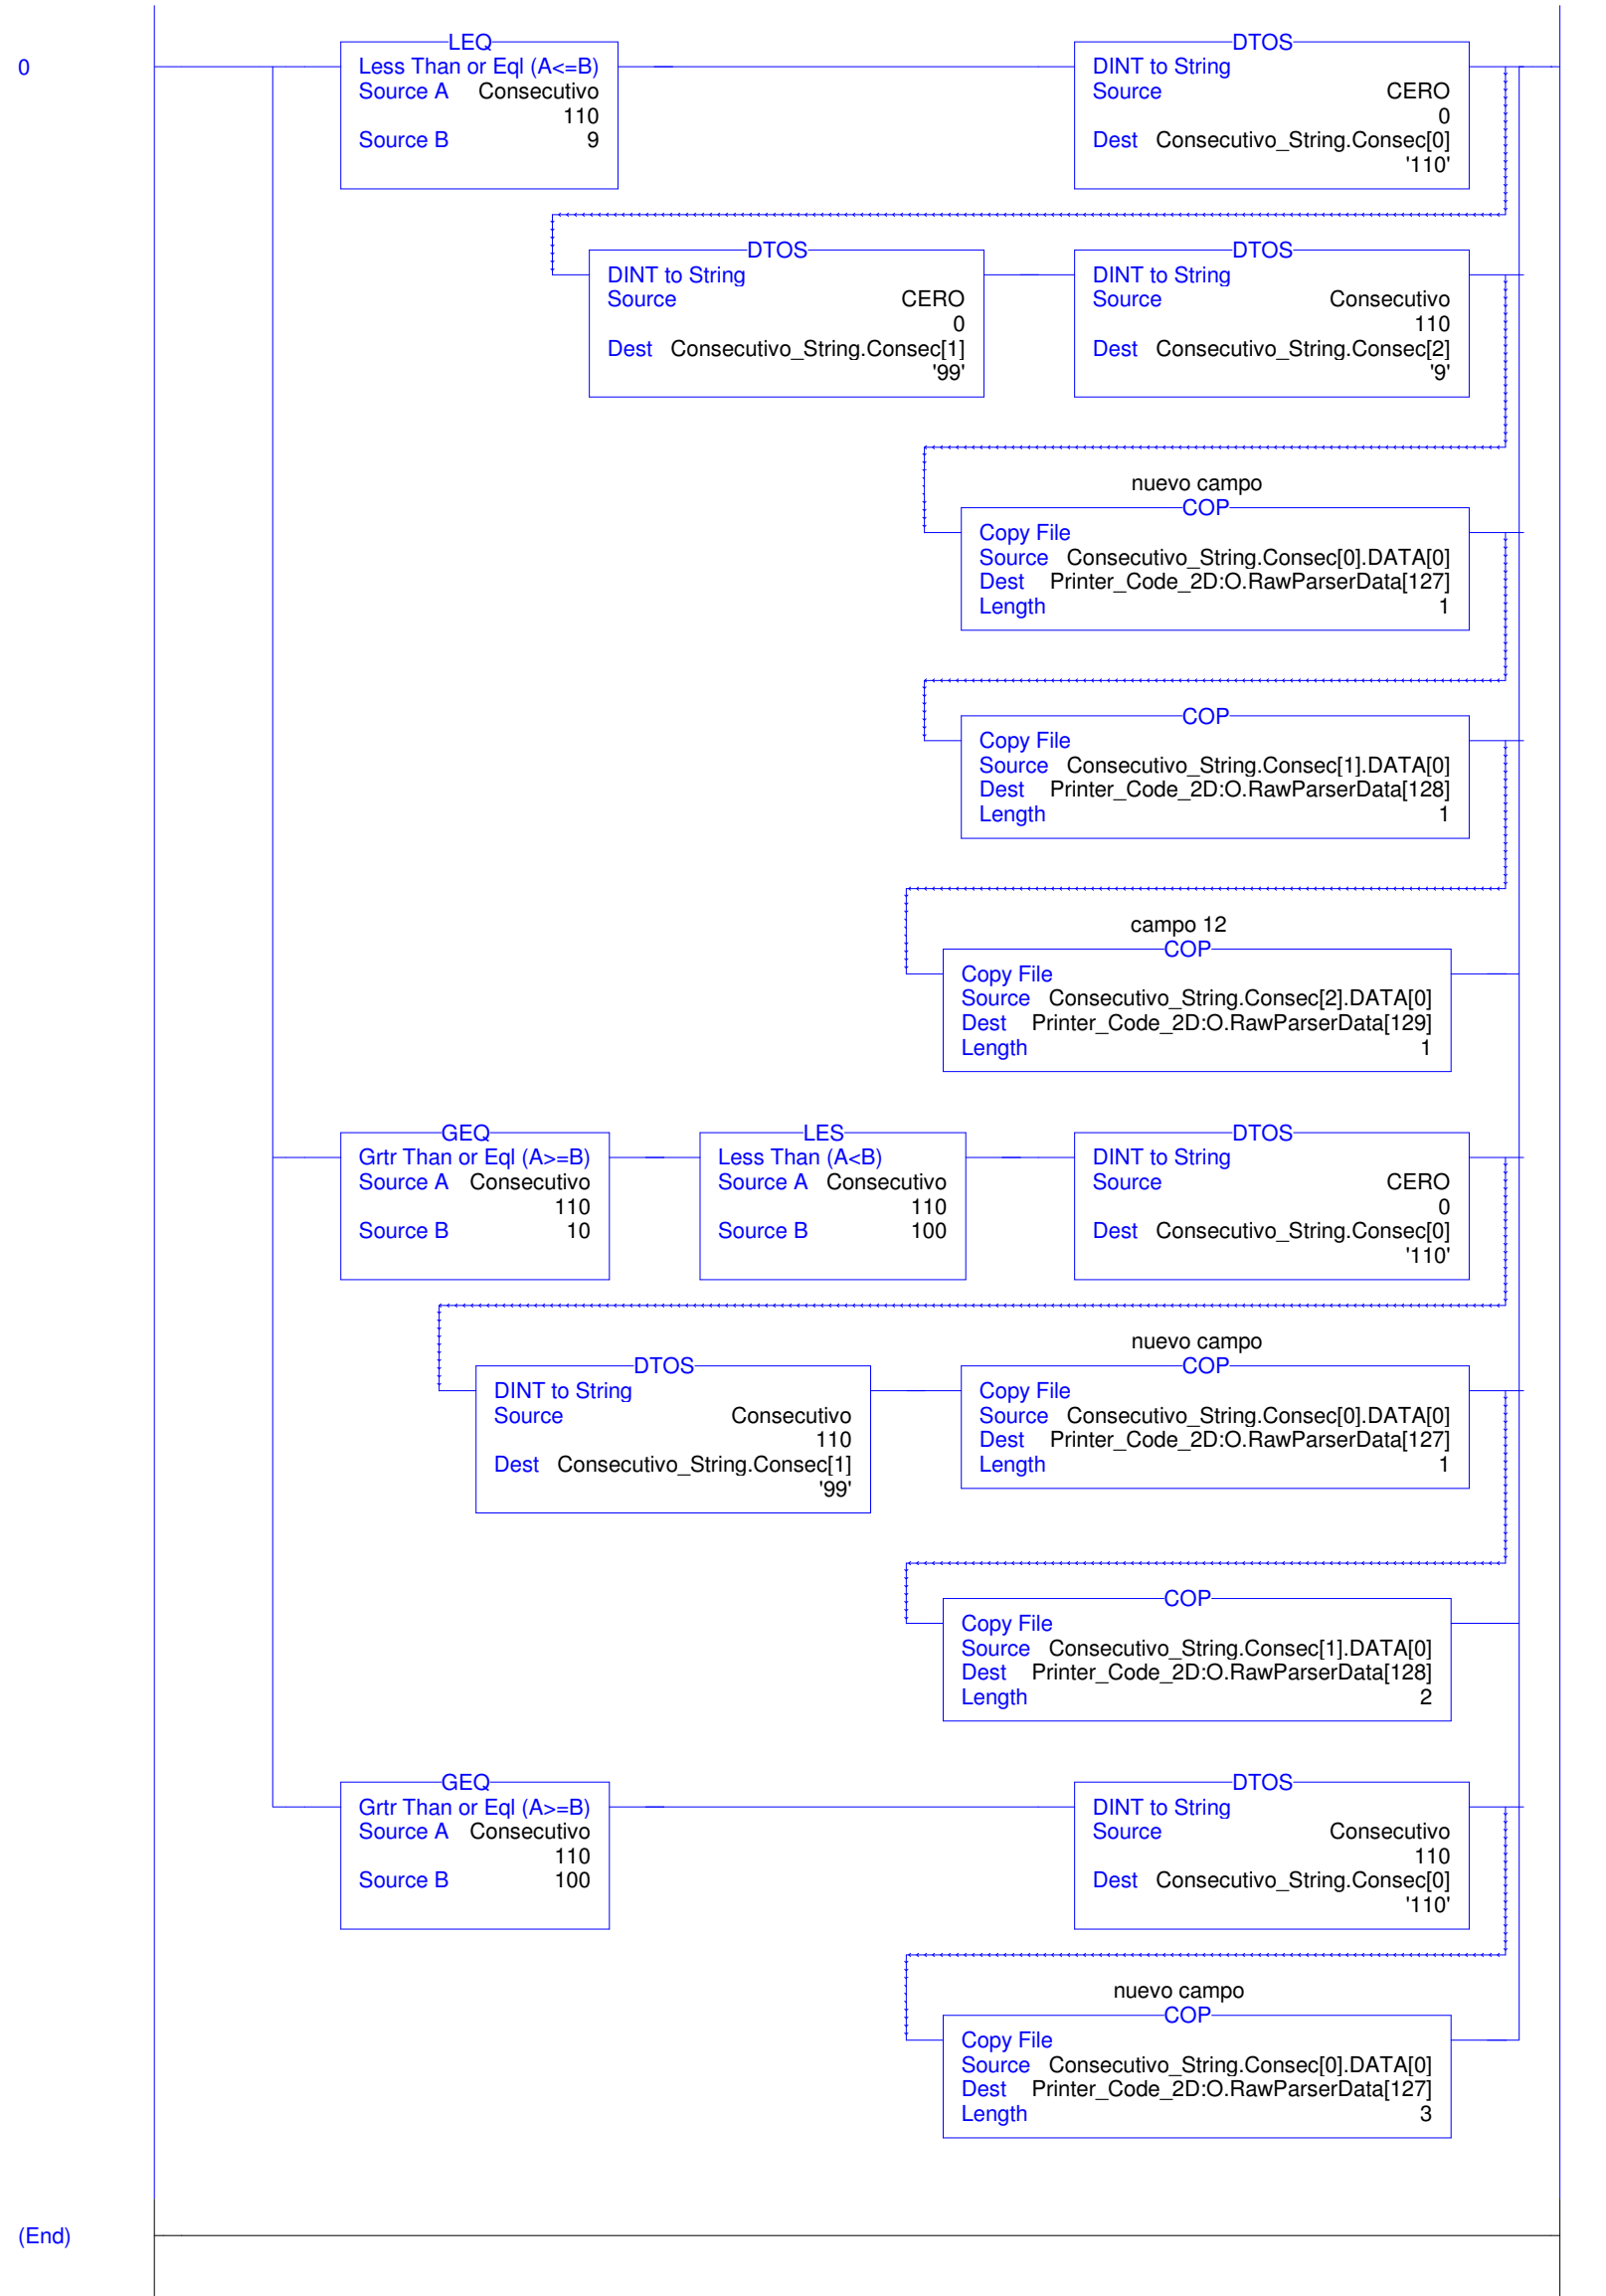 0
LEQ
Less Than or Eql (A<=B)
Source A Consecutivo
110
Source B 9
DTOS
DINT to String
Source CERO
0
Dest Consecutivo_String.Consec[0]
'110'
DTOS
DINT to String
Source CERO
0
Dest Consecutivo_String.Consec[1]
'99'
DTOS
DINT to String
Source Consecutivo
110
Dest Consecutivo_String.Consec[2]
'9'
nuevo campo
COP
Copy File
Source Consecutivo_String.Consec[0].DATA[0]
Dest Printer_Code_2D:O.RawParserData[127]
Length 1
COP
Copy File
Source Consecutivo_String.Consec[1].DATA[0]
Dest Printer_Code_2D:O.RawParserData[128]
Length 1
campo 12
COP
Copy File
Source Consecutivo_String.Consec[2].DATA[0]
Dest Printer_Code_2D:O.RawParserData[129]
Length 1
GEQ
Grtr Than or Eql (A>=B)
Source A Consecutivo
110
Source B 10
LES
Less Than (A<B)
Source A Consecutivo
110
Source B 100
DTOS
DINT to String
Source CERO
0
Dest Consecutivo_String.Consec[0]
'110'
DTOS
DINT to String
Source Consecutivo
110
Dest Consecutivo_String.Consec[1]
'99'
nuevo campo
COP
Copy File
Source Consecutivo_String.Consec[0].DATA[0]
Dest Printer_Code_2D:O.RawParserData[127]
Length 1
COP
Copy File
Source Consecutivo_String.Consec[1].DATA[0]
Dest Printer_Code_2D:O.RawParserData[128]
Length 2
GEQ
Grtr Than or Eql (A>=B)
Source A Consecutivo
110
Source B 100
DTOS
DINT to String
Source Consecutivo
110
Dest Consecutivo_String.Consec[0]
'110'
nuevo campo
COP
Copy File
Source Consecutivo_String.Consec[0].DATA[0]
Dest Printer_Code_2D:O.RawParserData[127]
Length 3
(End)